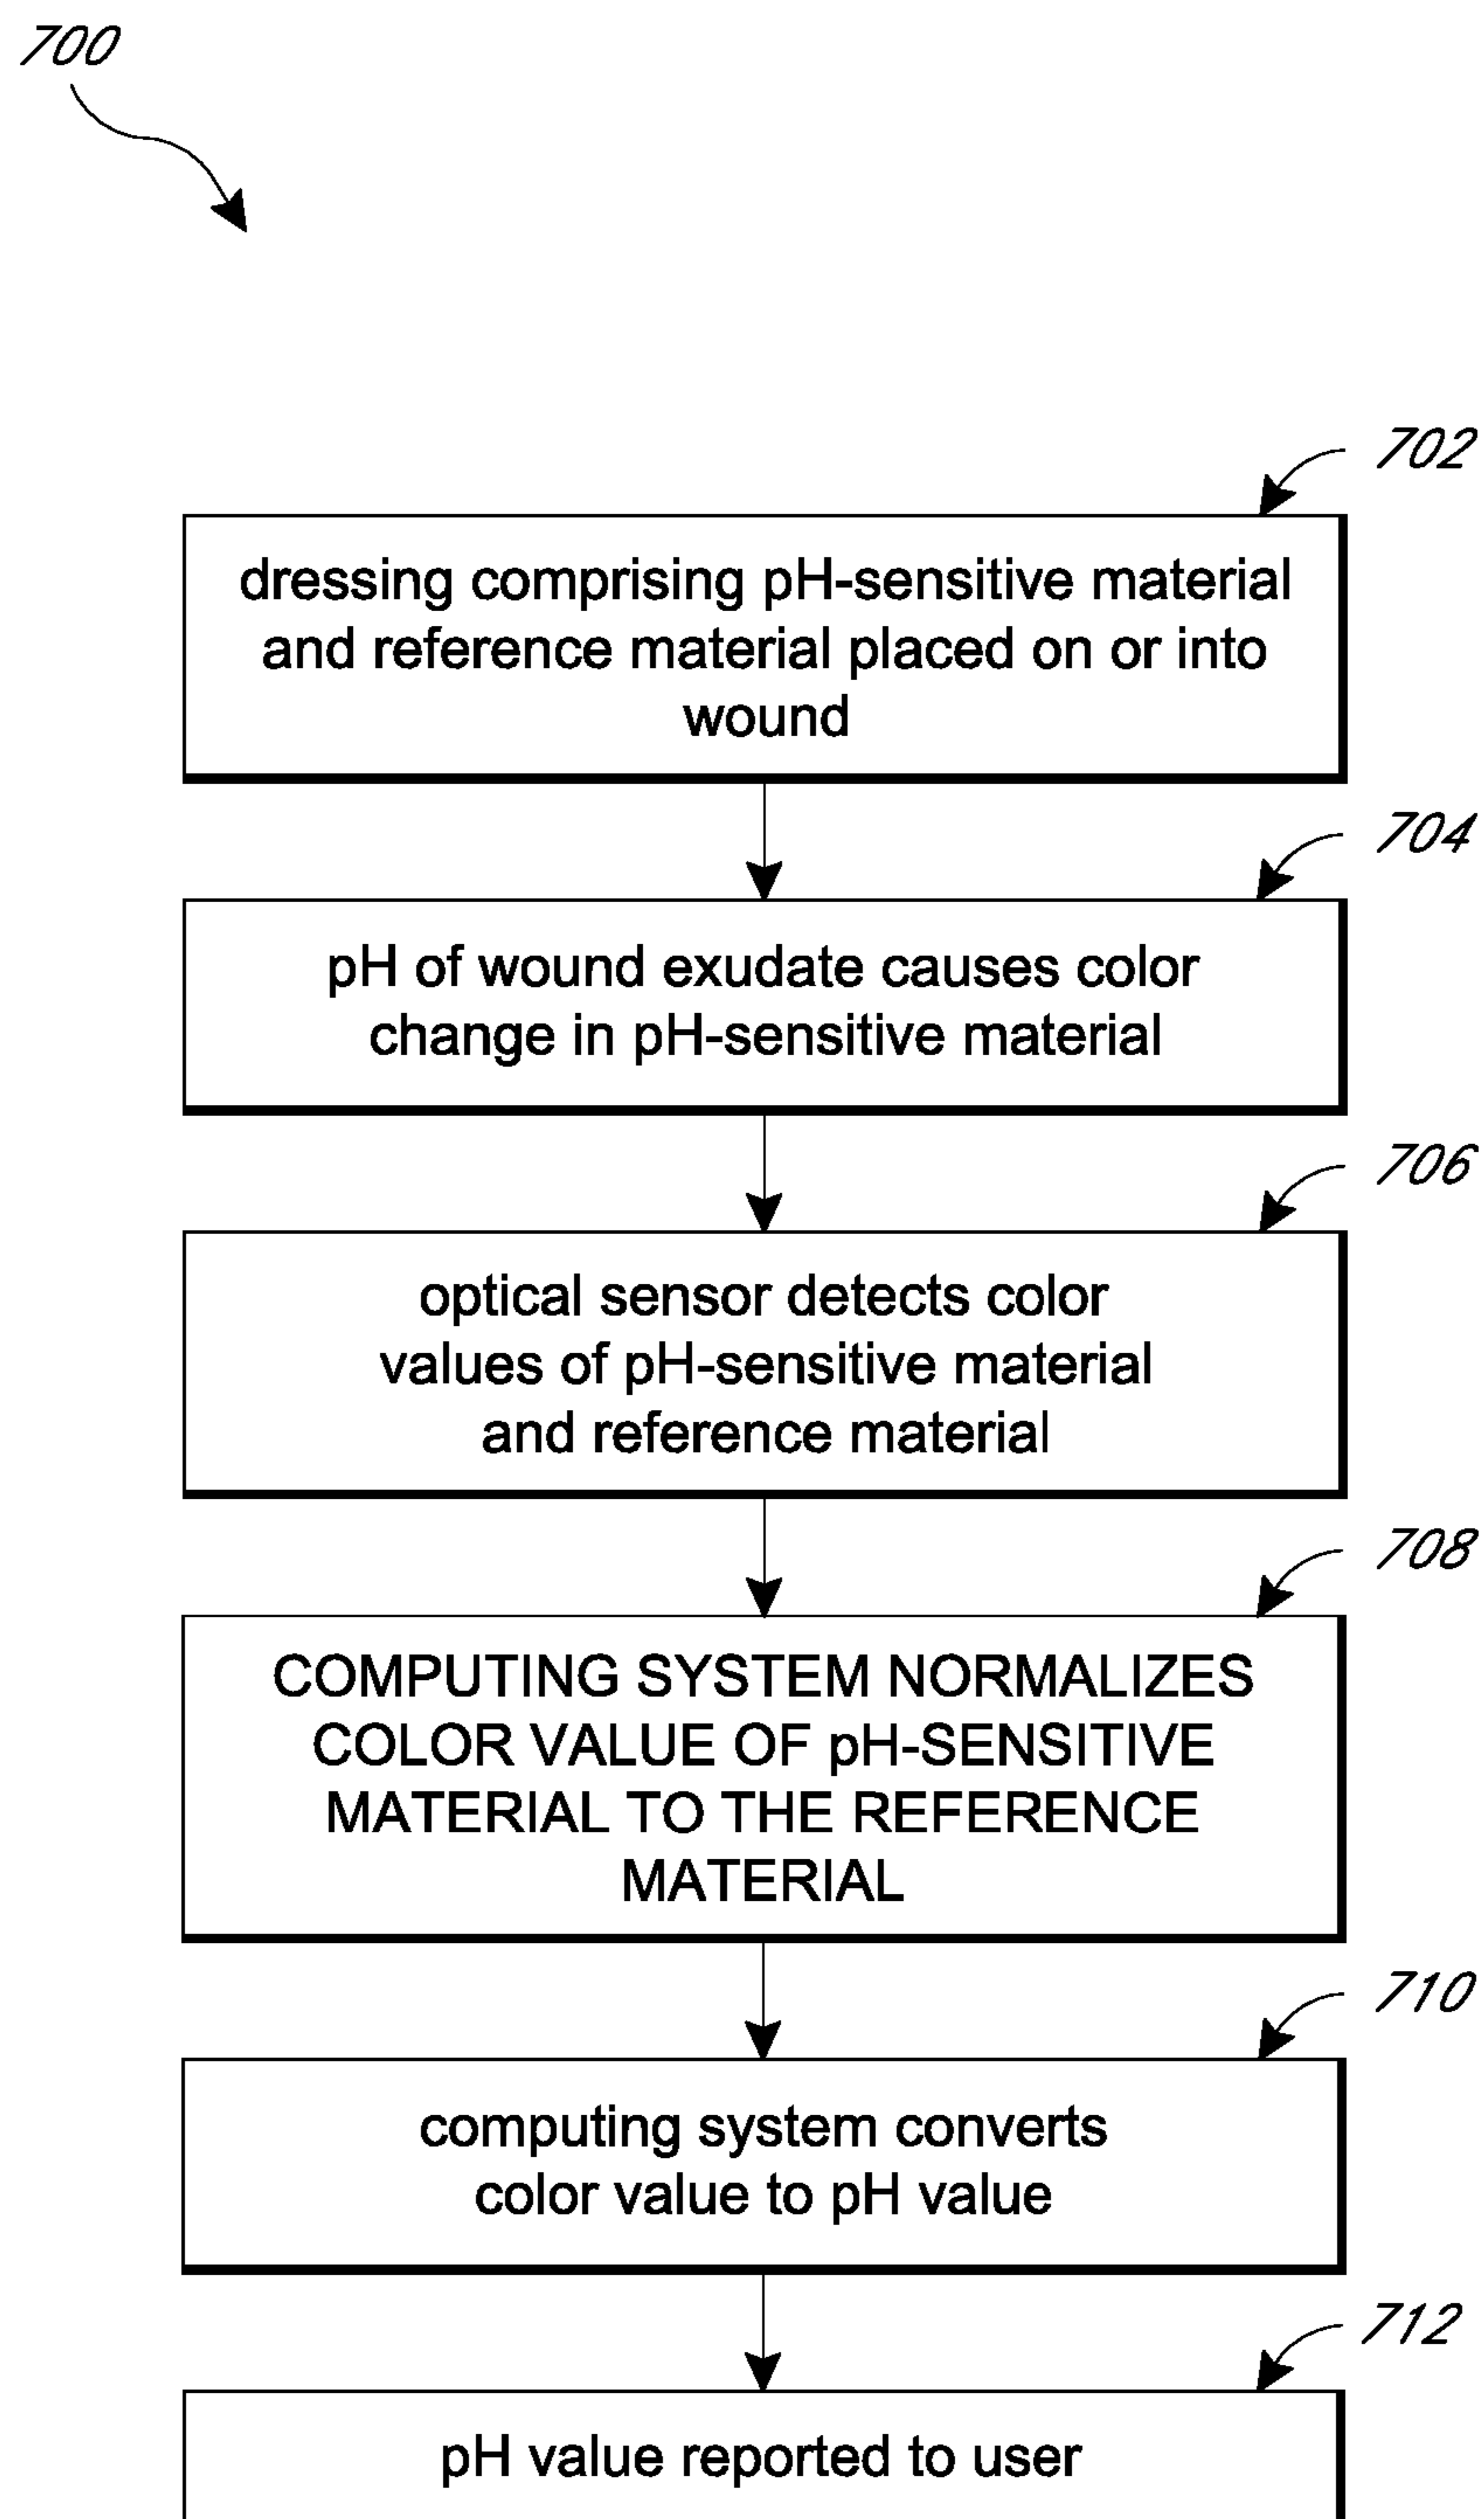 700
702
dressing comprising pH-sensitive material
and reference material placed on or into
wound
704
pH of wound exudate causes color
change in pH-sensitive material
706
optical sensor detects color
values of pH-sensitive material
and reference material
708
COMPUTING SYSTEM NORMALIZES
COLOR VALUE OF pH-SENSITIVE
MATERIAL TO THE REFERENCE
MATERIAL
710
computing system converts
color value to pH value
712
pH value reported to user